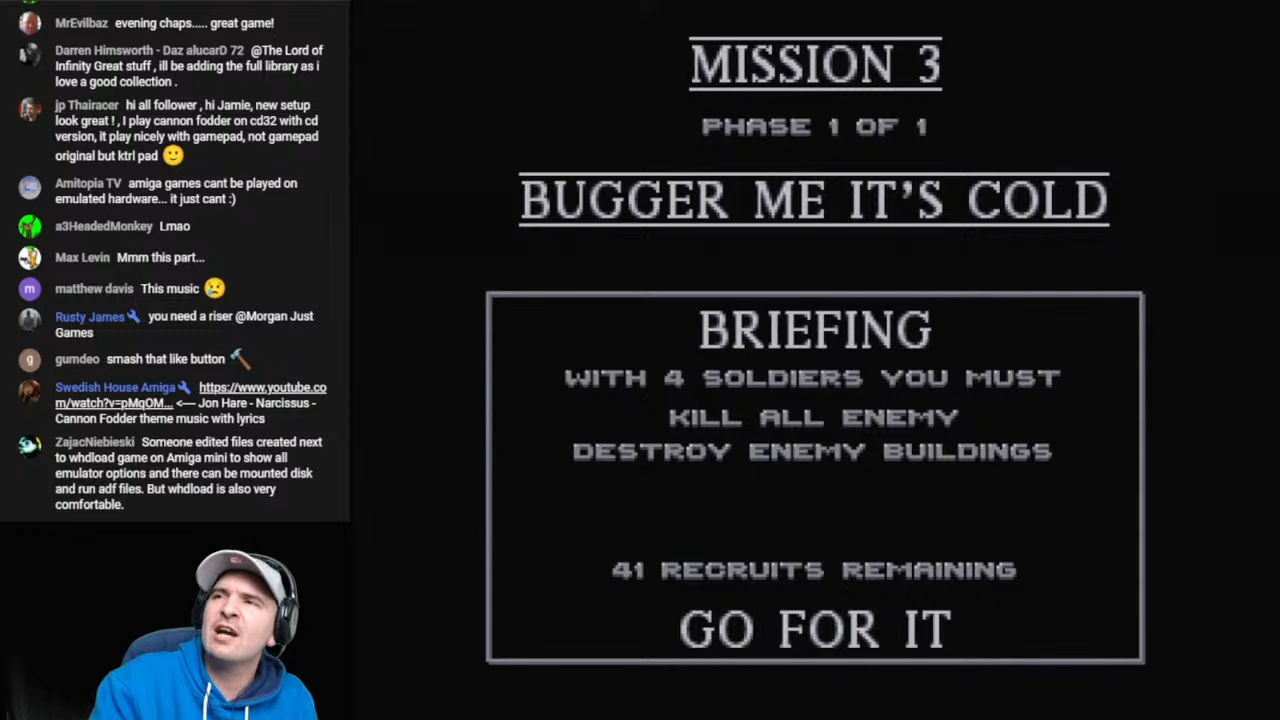 MrEvilbaz evening chaps..... great game!
Darren Himsworth - Daz alucarD 72 @The Lord of
Infinity Great stuff , ill be adding the full library as i
love a good collection .
jp Thairacer hi all follower , hi Jamie, new setup
look great ! , I play cannon fodder on cd32 with cd
version, it play nicely with gamepad, not gamepad
original but ktrl pad 🙂
Amitopia TV amiga games cant be played on
emulated hardware... it just cant :)
a3HeadedMonkey Lmao
Max Levin Mmm this part...
m matthew davis This music 😢
Rusty James you need a riser @Morgan Just
Games
g gumdeo smash that like button 🔨
Swedish House Amiga https://www.youtube.co
m/watch?v=pMqOM... <--- Jon Hare - Narcissus -
Cannon Fodder theme music with lyrics
ZajacNiebieski Someone edited files created next
to whdload game on Amiga mini to show all
emulator options and there can be mounted disk
and run adf files. But whdload is also very
comfortable.
MISSION 3
PHASE 1 OF 1
BUGGER ME IT'S COLD
BRIEFING
WITH 4 SOLDIERS YOU MUST
KILL ALL ENEMY
DESTROY ENEMY BUILDINGS
41 RECRUITS REMAINING
GO FOR IT